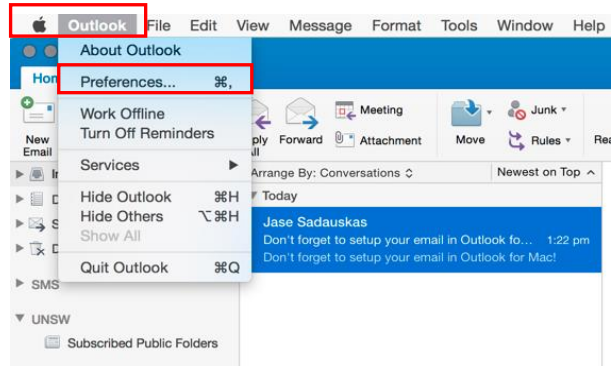 Outlook File Edit View Message Format Tools Window Help
About Outlook
Preferences... ⌘,
Work Offline
Turn Off Reminders
Services
Hide Outlook ⌘H
Hide Others ⌥⌘H
Show All
Quit Outlook ⌘Q
Forward
Meeting
Attachment
Move
Junk
Rules
New
Email
Arrange By: Conversations
Newest on Top
Today
Jase Sadauskas
Don't forget to setup your email in Outlook fo... 1:22 pm
Don't forget to setup your email in Outlook for Mac!
SMS
UNSW
Subscribed Public Folders